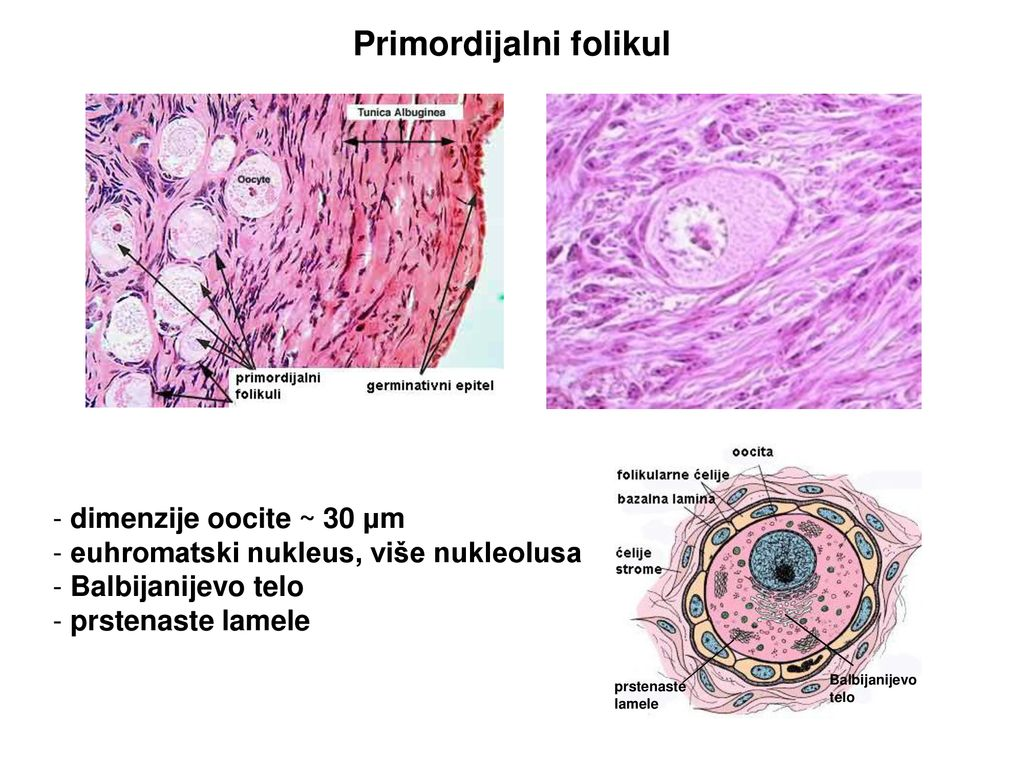 Primordijalni folikul
Tunica Albuginea
Oocyte
primordijalni
folikuli
germinativni epitel
- dimenzije oocite ~ 30 µm
- euhromatski nukleus, više nukleolusa
- Balbijanijevo telo
- prstenaste lamele
oocita
folikularne ćelije
bazalna lamina
ćelije
strome
prstenaste
lamele
Balbijanijevo
telo